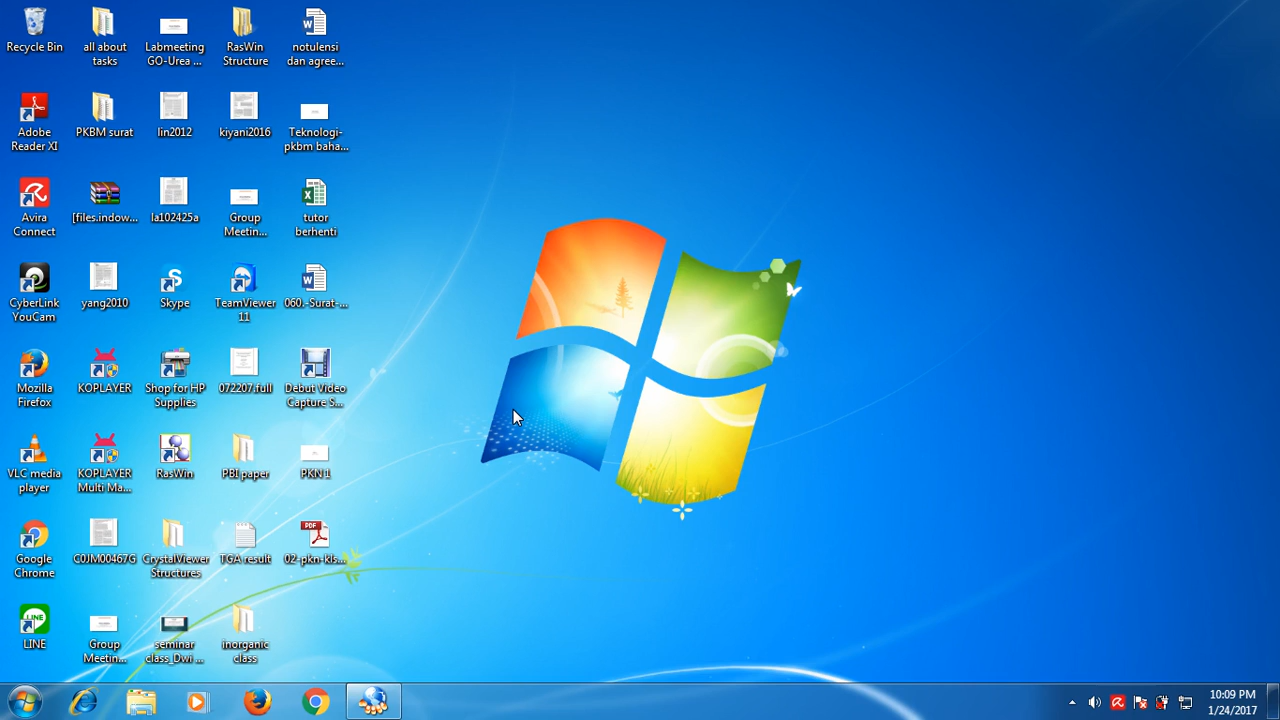 Recycle Bin
all about
tasks
Labmeeting
GO-Urea ...
RasWin
Structure
notulensi
dan agree...
Adobe
Reader XI
PKBM surat
lin2012
kiyani2016
Teknologi-
pkbm baha...
Avira
Connect
[files.indow...
la102425a
Group
Meetin...
tutor
berhenti
CyberLink
YouCam
yang2010
Skype
TeamViewer
11
060.-Surat-...
Mozilla
Firefox
KOPLAYER
Shop for HP
Supplies
072207.full
Debut Video
Capture S...
VLC media
player
KOPLAYER
Multi Ma...
RasWin
PBI paper
PKN 1
Google
Chrome
C0JM00467G
CrystalViewer
Structures
TGA result
PDF
02-pkn-kls...
LINE
LINE
Group
Meetin...
seminar
class_Dwi ...
inorganic
class
10:09 PM
1/24/2017